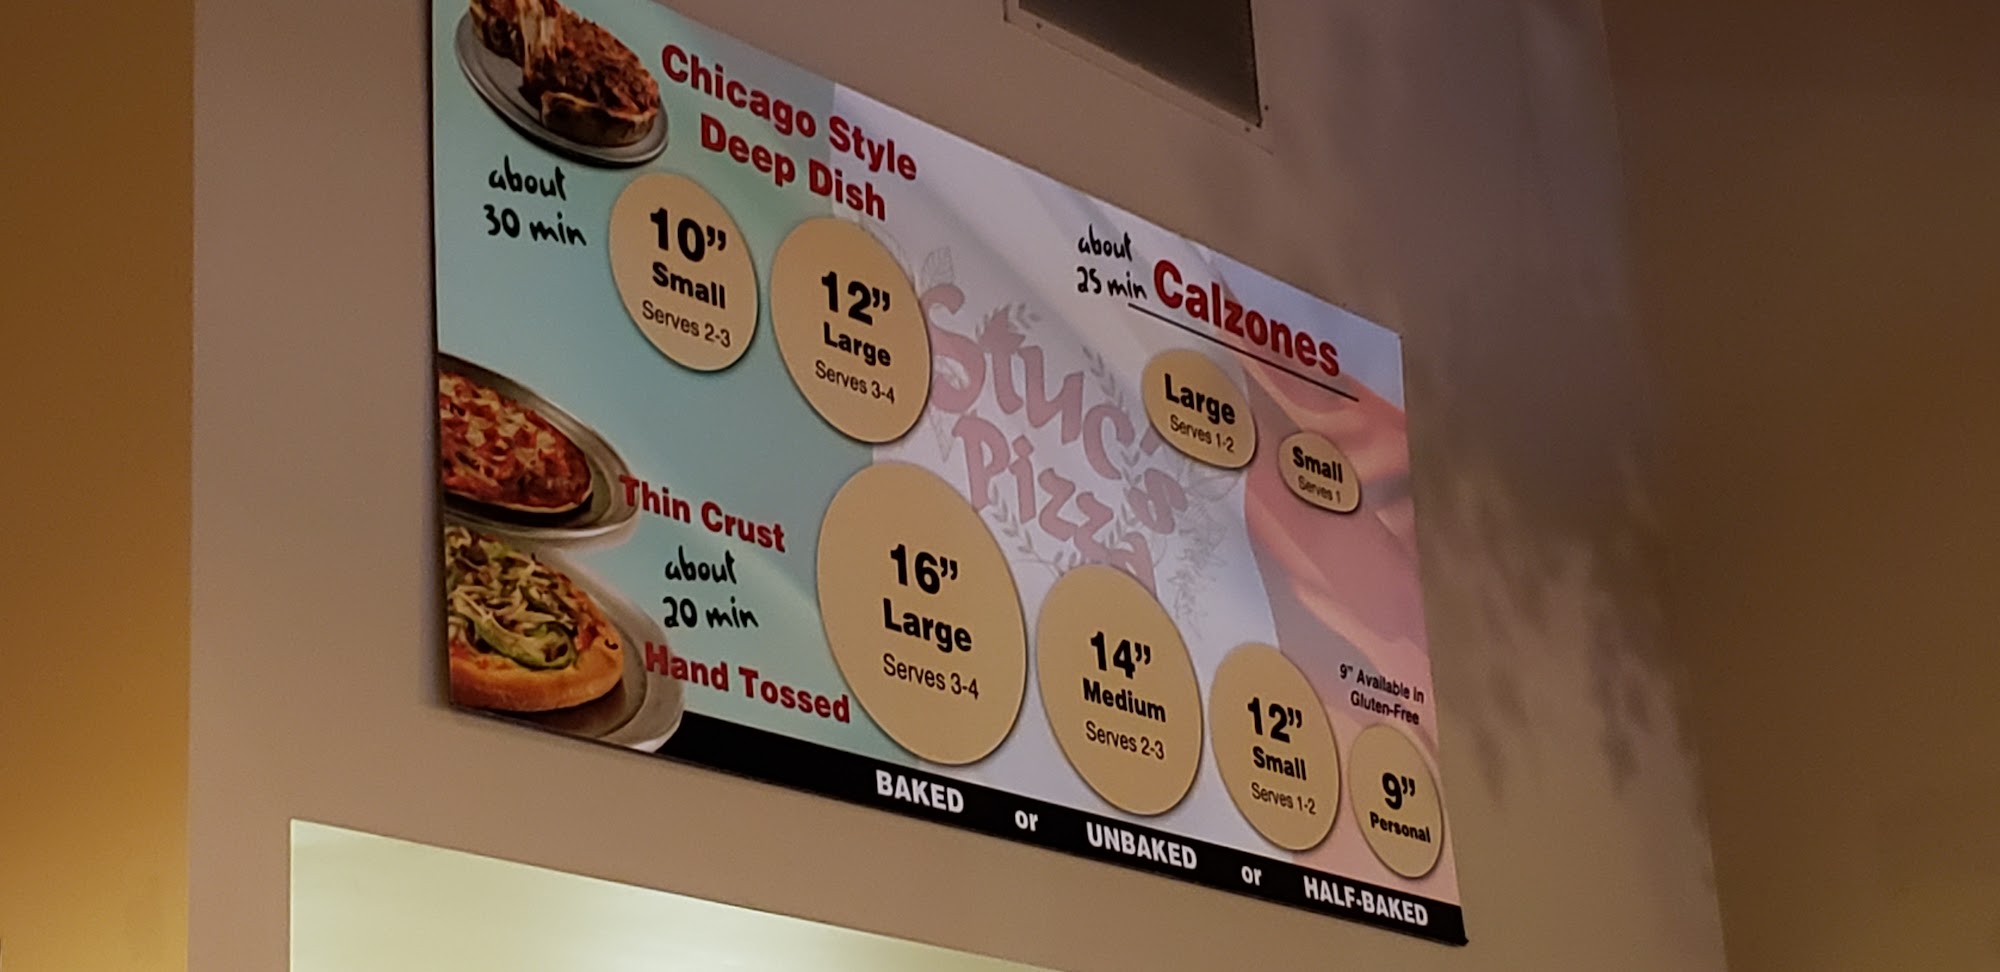 Chicago Style
Deep Dish
about
30 min
10”
Small
Serves 2-3
12”
Large
Serves 3-4
about
25 min
Calzones
Large
Serves 1-2
Small
Serves 1
Stuc's
Pizza
Thin Crust
about
20 min
Hand Tossed
16”
Large
Serves 3-4
14”
Medium
Serves 2-3
12”
Small
Serves 1-2
9” Available in
Gluten-Free
9”
Personal
BAKED or UNBAKED or HALF-BAKED